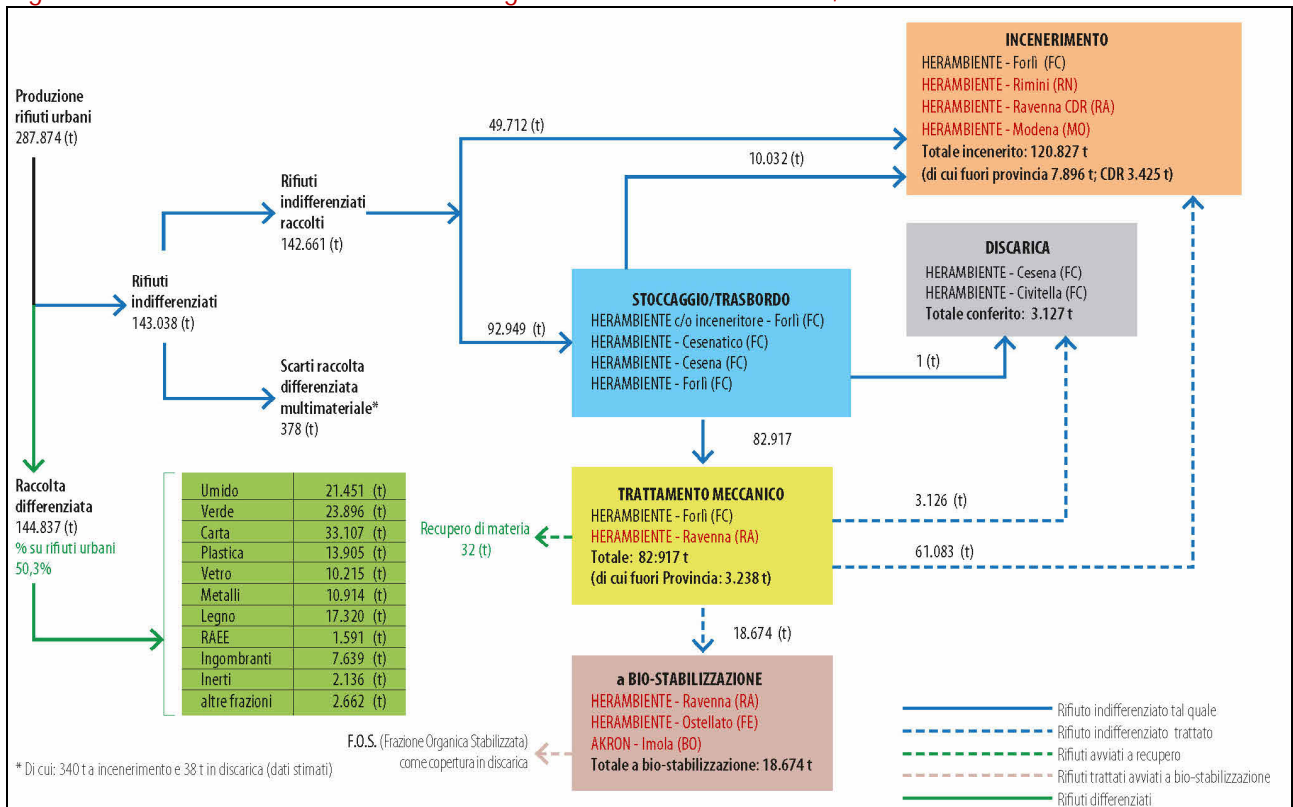 Produzione
rifiuti urbani
287.874 (t)
Rifiuti
indifferenziati
143.038 (t)
Rifiuti
indifferenziati
raccolti
142.661 (t)
Scarti raccolta
differenziata
multimateriale*
378 (t)
49.712 (t)
10.032 (t)
92.949 (t)
INCENERIMENTO
HERAMBIENTE - Forlì (FC)
HERAMBIENTE - Rimini (RN)
HERAMBIENTE - Ravenna CDR (RA)
HERAMBIENTE - Modena (MO)
Totale incenerito: 120.827 t
(di cui fuori provincia 7.896 t; CDR 3.425 t)
DISCARICA
HERAMBIENTE - Cesena (FC)
HERAMBIENTE - Civitella (FC)
Totale conferito: 3.127 t
STOCCAGGIO/TRASBORDO
HERAMBIENTE c/o inceneritore - Forlì (FC)
HERAMBIENTE - Cesenatico (FC)
HERAMBIENTE - Cesena (FC)
HERAMBIENTE - Forlì (FC)
1 (t)
82.917
Raccolta
differenziata
144.837 (t)
% su rifiuti urbani
50,3%
Umido 21.451 (t)
Verde 23.896 (t)
Carta 33.107 (t)
Plastica 13.905 (t)
Vetro 10.215 (t)
Metalli 10.914 (t)
Legno 17.320 (t)
RAEE 1.591 (t)
Ingombranti 7.639 (t)
Inerti 2.136 (t)
altre frazioni 2.662 (t)
Recupero di materia
32 (t)
TRATTAMENTO MECCANICO
HERAMBIENTE - Forlì (FC)
HERAMBIENTE - Ravenna (RA)
Totale: 82:917 t
(di cui fuori Provincia: 3.238 t)
3.126 (t)
61.083 (t)
18.674 (t)
a BIO-STABILIZZAZIONE
HERAMBIENTE - Ravenna (RA)
HERAMBIENTE - Ostellato (FE)
AKRON - Imola (BO)
Totale a bio-stabilizzazione: 18.674 t
F.O.S. (Frazione Organica Stabilizzata)
come copertura in discarica
* Di cui: 340 t a incenerimento e 38 t in discarica (dati stimati)
Rifiuto indifferenziato tal quale
Rifiuto indifferenziato trattato
Rifiuti avviati a recupero
Rifiuti trattati avviati a bio-stabilizzazione
Rifiuti differenziati